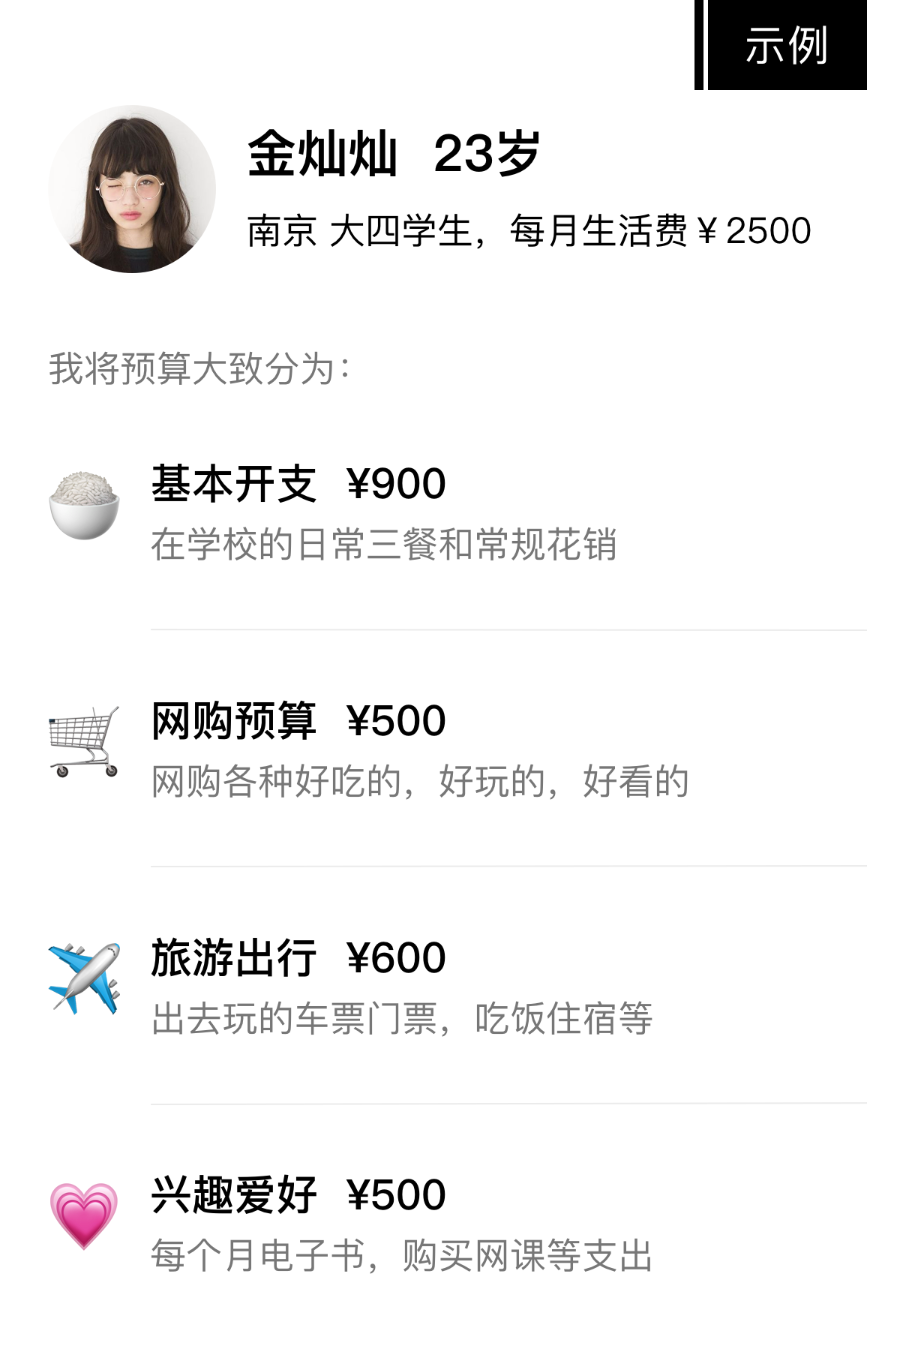 示例
金灿灿 23岁
南京 大四学生，每月生活费 ¥ 2500
我将预算大致分为：
基本开支 ¥900
在学校的日常三餐和常规花销
网购预算 ¥500
网购各种好吃的，好玩的，好看的
旅游出行 ¥600
出去玩的车票门票，吃饭住宿等
兴趣爱好 ¥500
每个月电子书，购买网课等支出